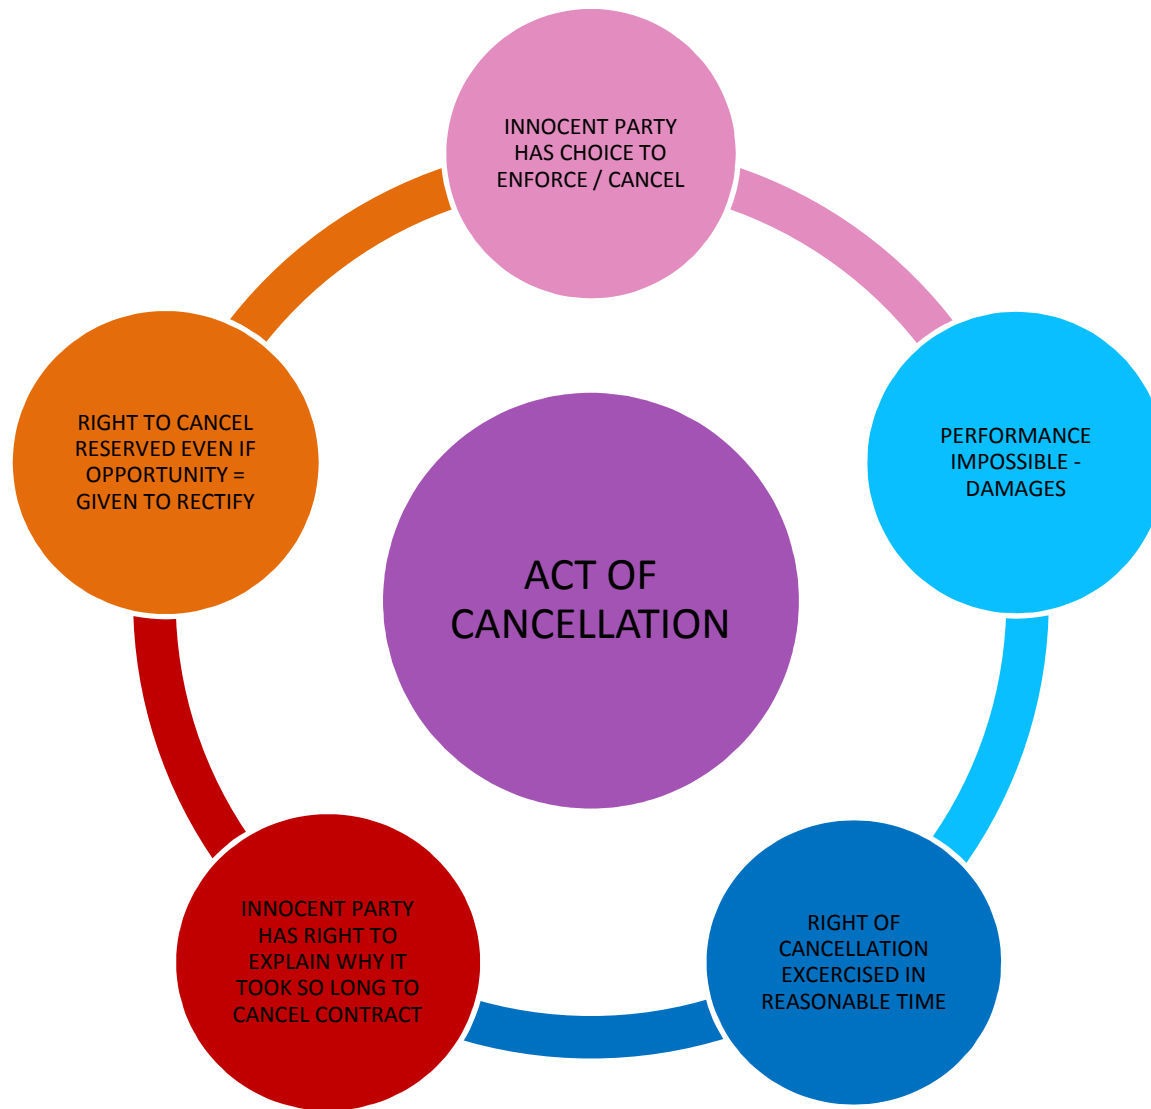 INNOCENT PARTY
HAS CHOICE TO
ENFORCE / CANCEL
PERFORMANCE
IMPOSSIBLE -
DAMAGES
RIGHT OF
CANCELLATION
EXCERCISED IN
REASONABLE TIME
INNOCENT PARTY
HAS RIGHT TO
EXPLAIN WHY IT
TOOK SO LONG TO
CANCEL CONTRACT
RIGHT TO CANCEL
RESERVED EVEN IF
OPPORTUNITY =
GIVEN TO RECTIFY
ACT OF
CANCELLATION